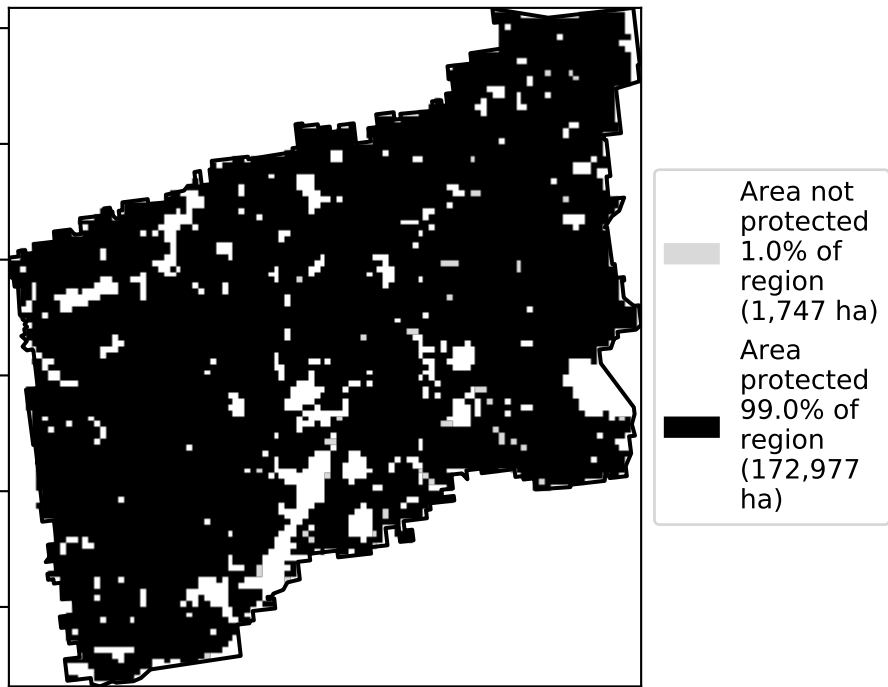 Area not
protected
1.0% of
region
(1,747 ha)
Area
protected
99.0% of
region
(172,977
ha)